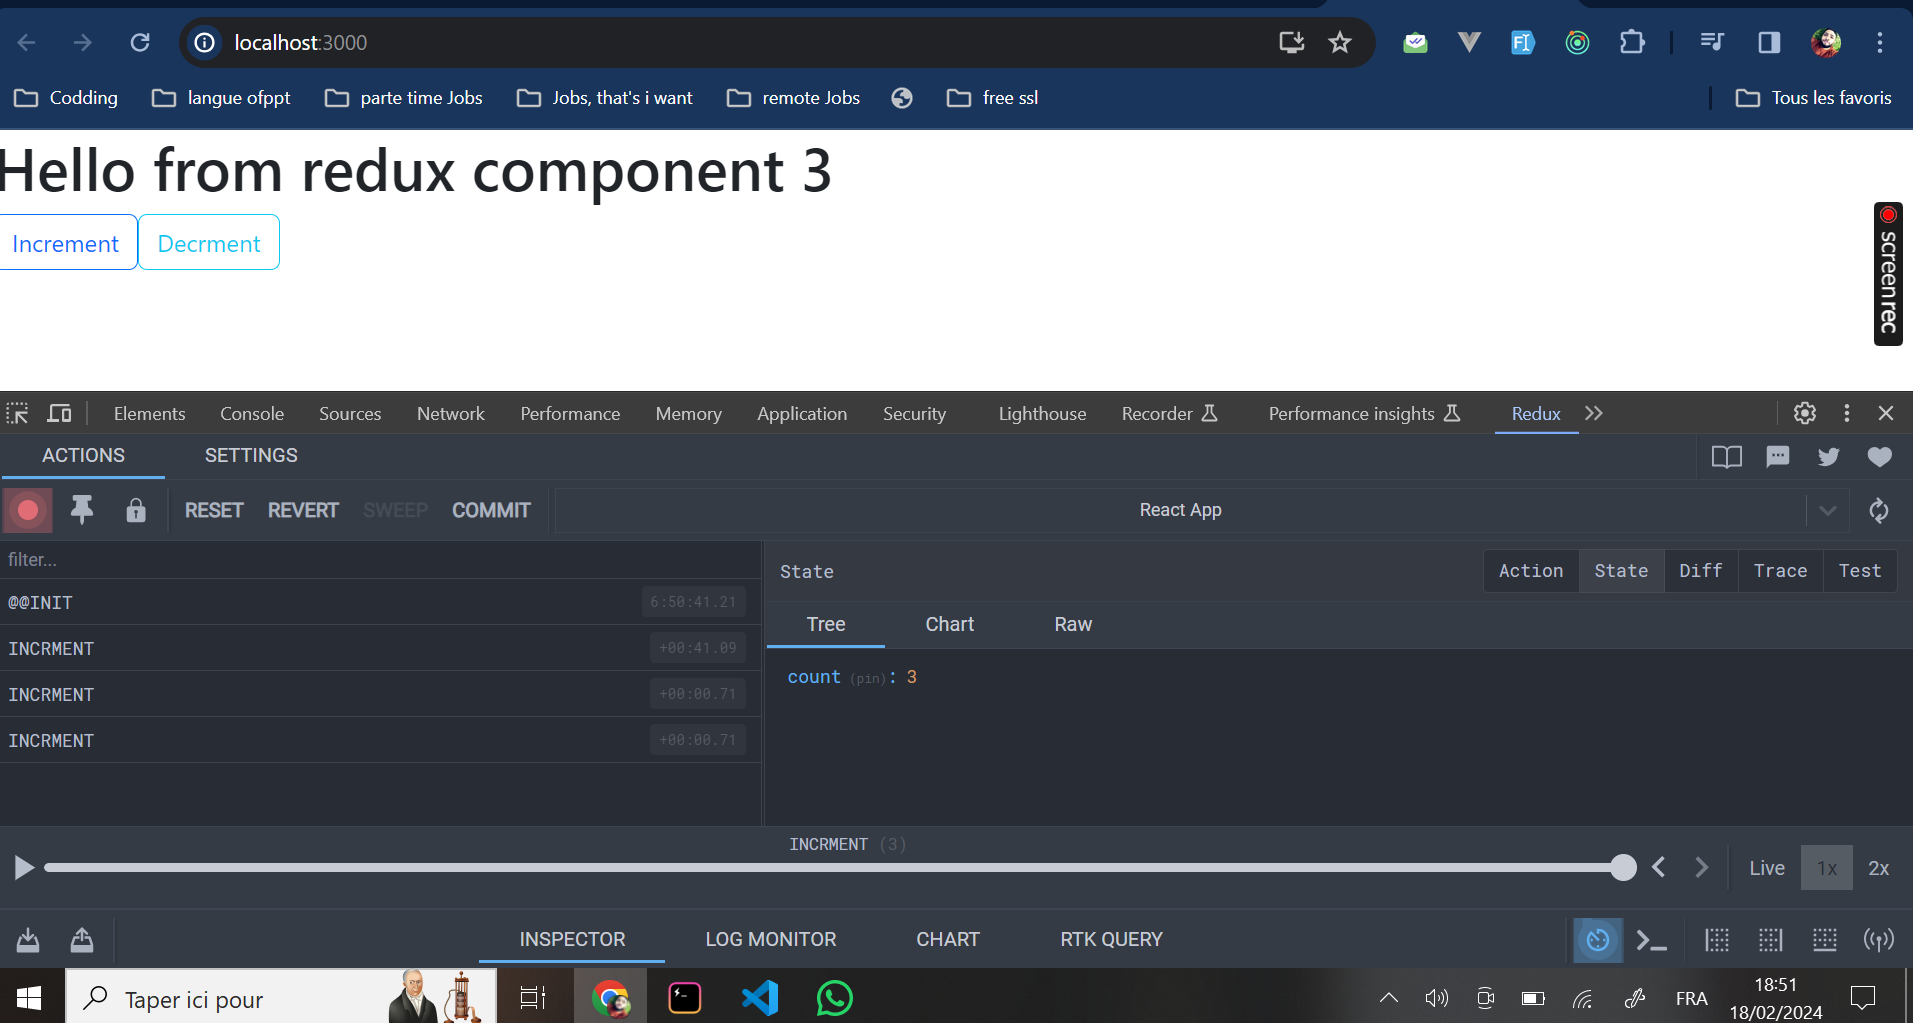 localhost:3000
Codding langue ofppt parte time Jobs Jobs, that's i want remote Jobs free ssl Tous les favoris
Hello from redux component 3
Increment Decrment
screenrec
Elements Console Sources Network Performance Memory Application Security Lighthouse Recorder Performance insights Redux
ACTIONS SETTINGS
RESET REVERT SWEEP COMMIT React App
filter...
State Action State Diff Trace Test
@@INIT 6:50:41.21
Tree Chart Raw
INCRMENT +00:41.09
count (pin): 3
INCRMENT +00:00.71
INCRMENT +00:00.71
INCRMENT (3)
Live 1x 2x
INSPECTOR LOG MONITOR CHART RTK QUERY
Taper ici pour
FRA
18:51
18/02/2024